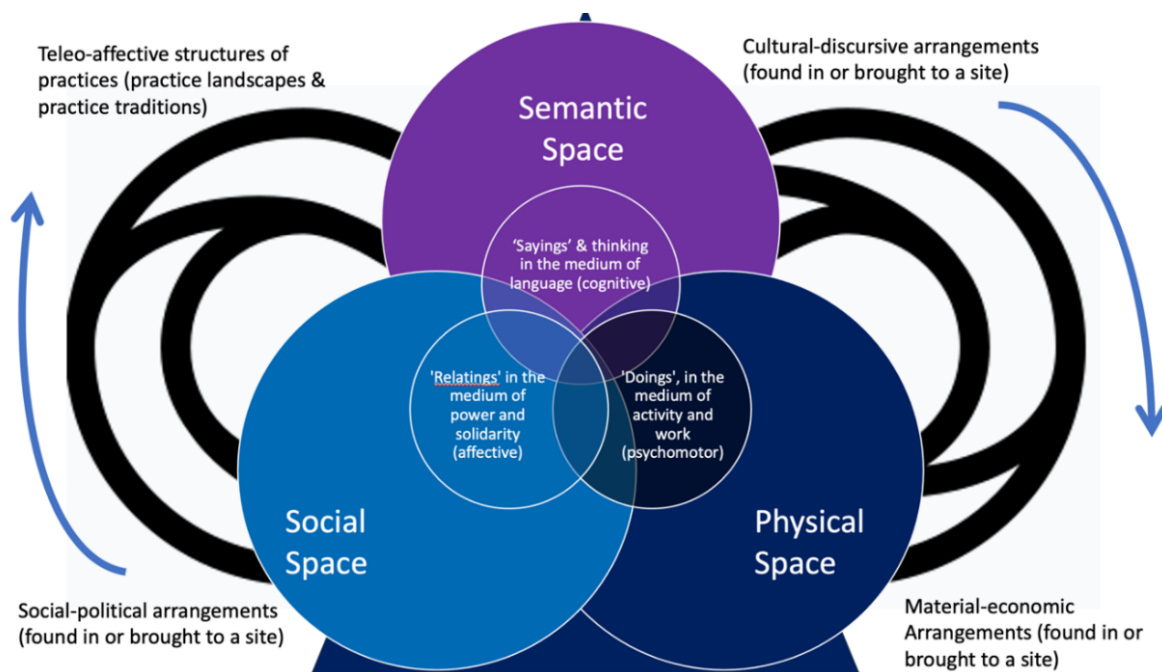 Teleo-affective structures of
practices (practice landscapes &
practice traditions)
Cultural-discursive arrangements
(found in or brought to a site)
Semantic
Space
‘Sayings’ & thinking
in the medium of
language (cognitive)
'Relatings' in the
medium of
power and
solidarity
(affective)
'Doings', in the
medium of
activity and
work
(psychomotor)
Social
Space
Physical
Space
Social-political arrangements
(found in or brought to a site)
Material-economic
Arrangements (found in or
brought to a site)